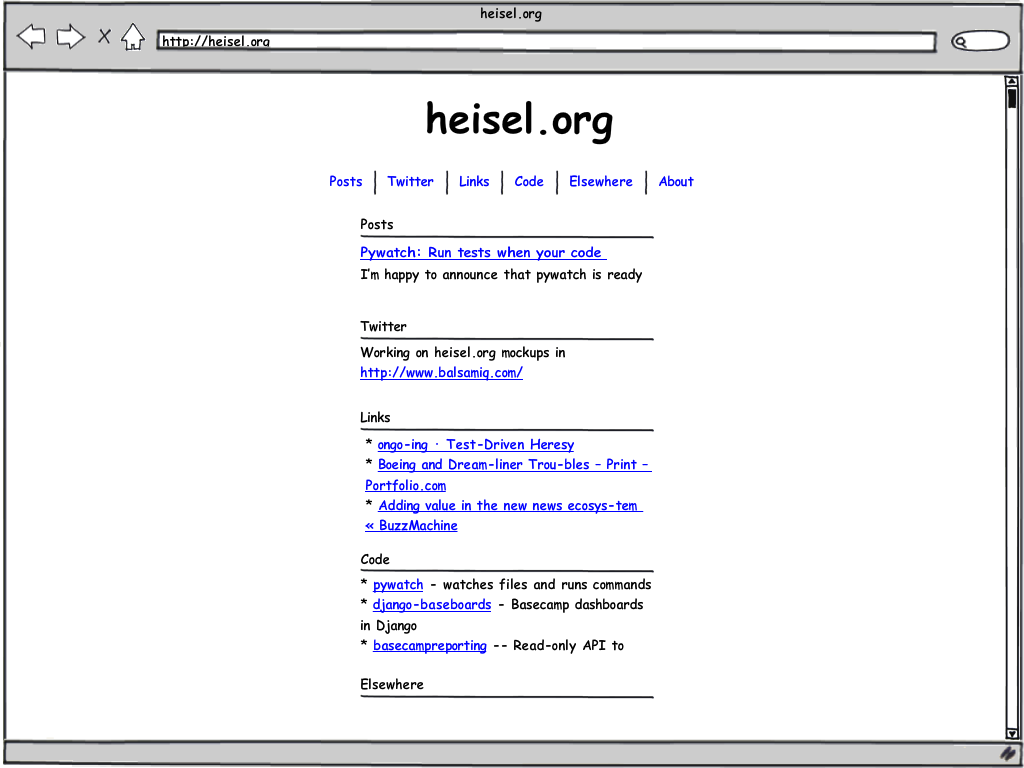 heisel.org
http://heisel.org
heisel.org
Posts | Twitter | Links | Code | Elsewhere | About
Posts
Pywatch: Run tests when your code
I'm happy to announce that pywatch is ready
Twitter
Working on heisel.org mockups in
http://www.balsamiq.com/
Links
* ongo-ing · Test-Driven Heresy
* Boeing and Dream-liner Trou-bles - Print -
Portfolio.com
* Adding value in the new news ecosys-tem
« BuzzMachine
Code
* pywatch - watches files and runs commands
* django-baseboards - Basecamp dashboards
in Django
* basecampreporting -- Read-only API to
Elsewhere